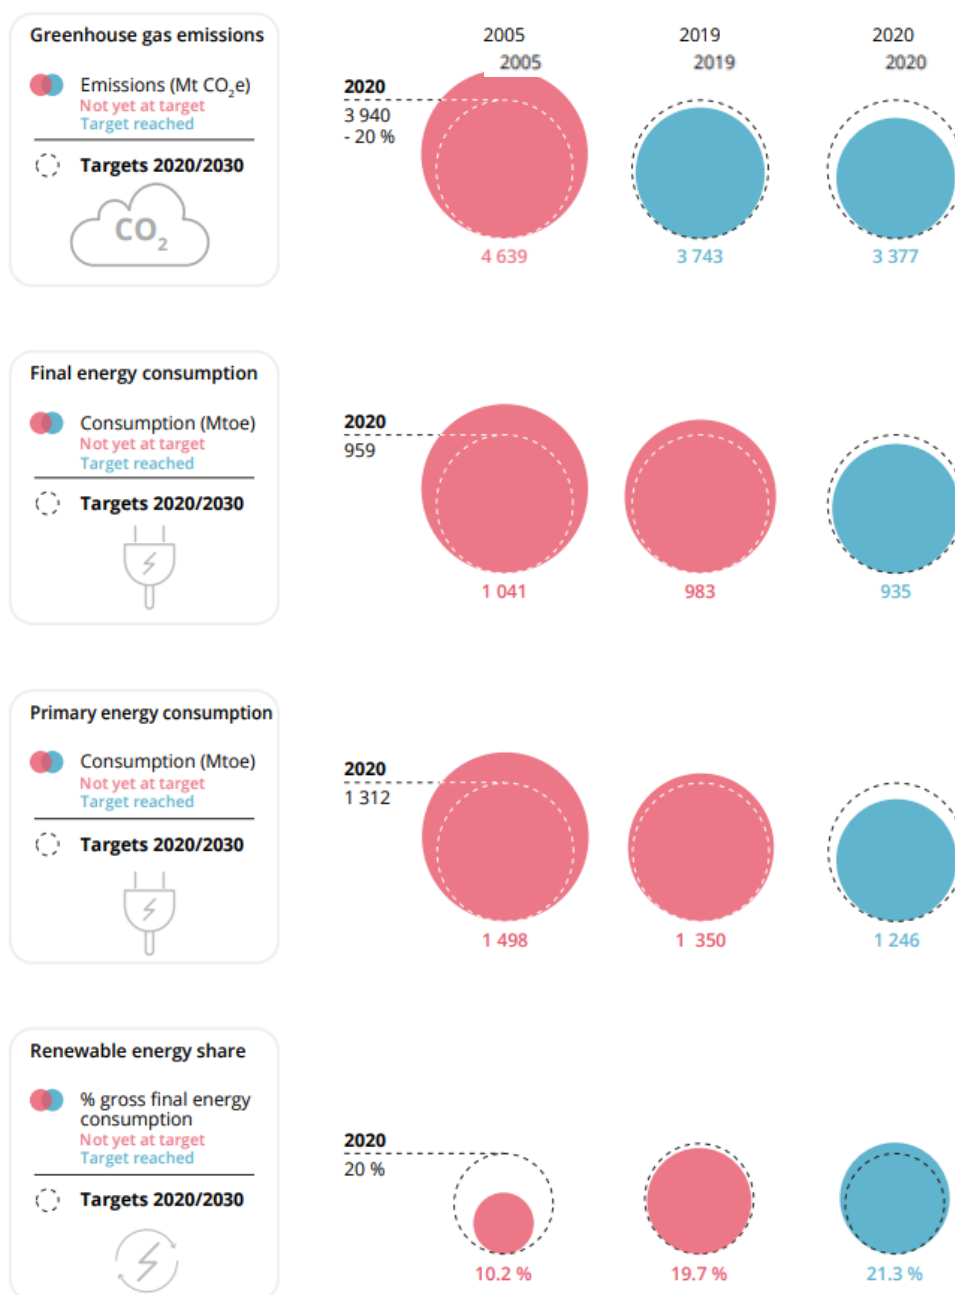 Greenhouse gas emissions
Emissions (Mt CO₂e)
Not yet at target
Target reached
Targets 2020/2030
CO₂
2005 2019 2020
2005 2019 2020
2020
3 940
- 20 %
4 639 3 743 3 377
Final energy consumption
Consumption (Mtoe)
Not yet at target
Target reached
Targets 2020/2030
2020
959
1 041 983 935
Primary energy consumption
Consumption (Mtoe)
Not yet at target
Target reached
Targets 2020/2030
2020
1 312
1 498 1 350 1 246
Renewable energy share
% gross final energy
consumption
Not yet at target
Target reached
Targets 2020/2030
2020
20 %
10.2 % 19.7 % 21.3 %